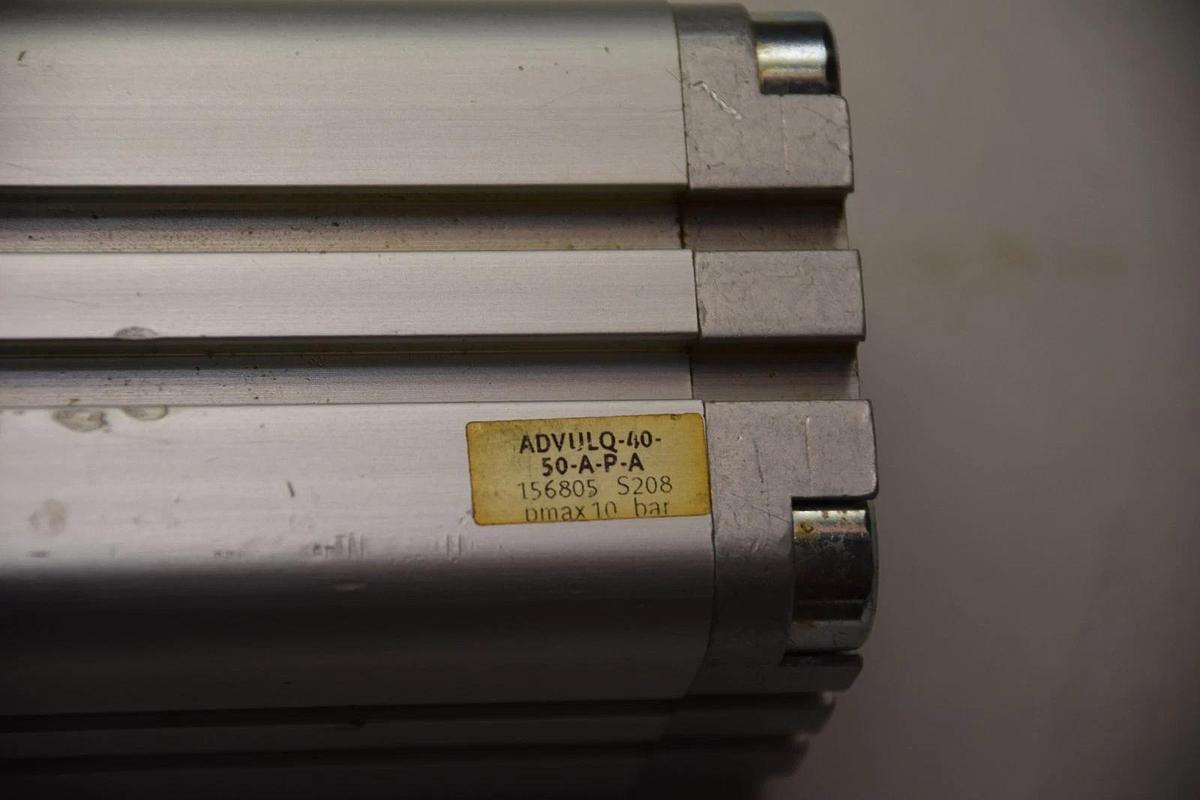 ADVULQ-40-
50-A-P-A
156805 S208
pmax 10 bar